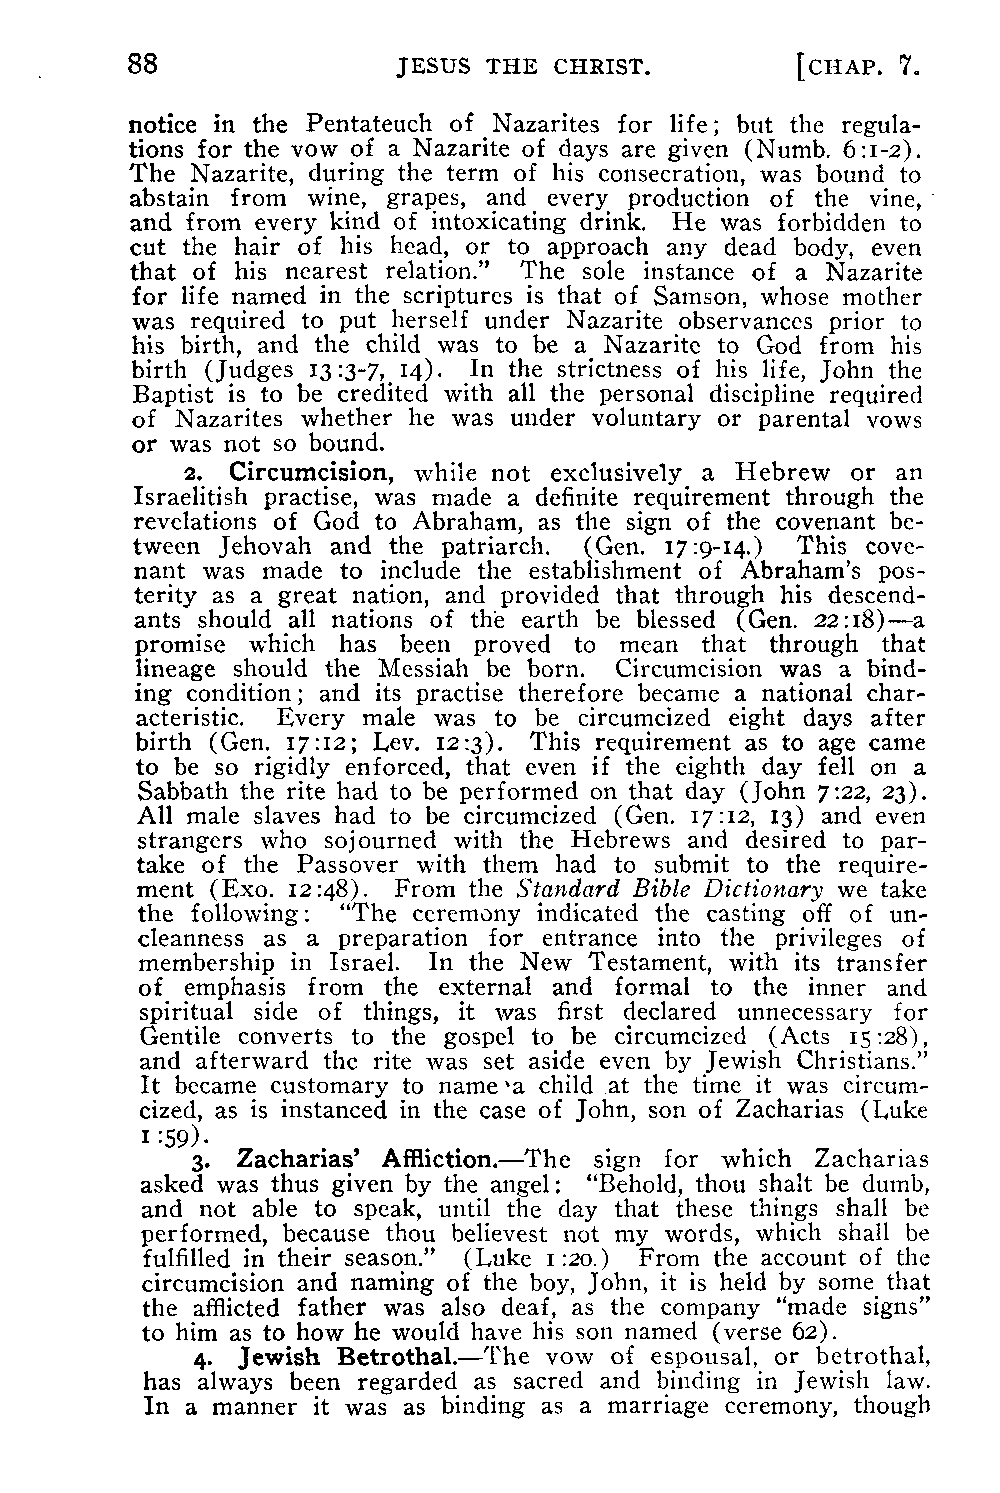 88 JESUS THE CHRIST. [CHAP. 7.
notice in the Pentateuch of Nazarites for life; but the regula-
tions for the vow of a Nazarite of days are given (Numb. 6:1-2).
The Nazarite, during the term of his consecration, was bound to
abstain from wine, grapes, and every production of the vine,
and from every kind of intoxicating drink. He was forbidden to
cut the hair of his head, or to approach any dead body, even
that of his nearest relation.” The sole instance of a Nazarite
for life named in the scriptures is that of Samson, whose mother
was required to put herself under Nazarite observances prior to
his birth, and the child was to be a Nazarite to God from his
birth (Judges 13:3-7, 14). In the strictness of his life, John the
Baptist is to be credited with all the personal discipline required
of Nazarites whether he was under voluntary or parental vows
or was not so bound.
2. Circumcision, while not exclusively a Hebrew or an
Israelitish practise, was made a definite requirement through the
revelations of God to Abraham, as the sign of the covenant be-
tween Jehovah and the patriarch. (Gen. 17:9-14.) This cove-
nant was made to include the establishment of Abraham's pos-
terity as a great nation, and provided that through his descend-
ants should all nations of the earth be blessed (Gen. 22:18)—a
promise which has been proved to mean that through that
lineage should the Messiah be born. Circumcision was a bind-
ing condition; and its practise therefore became a national char-
acteristic. Every male was to be circumcized eight days after
birth (Gen. 17:12; Lev. 12:3). This requirement as to age came
to be so rigidly enforced, that even if the eighth day fell on a
Sabbath the rite had to be performed on that day (John 7:22, 23).
All male slaves had to be circumcized (Gen. 17:12, 13) and even
strangers who sojourned with the Hebrews and desired to par-
take of the Passover with them had to submit to the require-
ment (Exo. 12:48). From the Standard Bible Dictionary we take
the following: “The ceremony indicated the casting off of un-
cleanness as a preparation for entrance into the privileges of
membership in Israel. In the New Testament, with its transfer
of emphasis from the external and formal to the inner and
spiritual side of things, it was first declared unnecessary for
Gentile converts to the gospel to be circumcized (Acts 15:28),
and afterward the rite was set aside even by Jewish Christians.”
It became customary to name a child at the time it was circum-
cized, as is instanced in the case of John, son of Zacharias (Luke
1:59).
3. Zacharias' Affliction.—The sign for which Zacharias
asked was thus given by the angel: “Behold, thou shalt be dumb,
and not able to speak, until the day that these things shall be
performed, because thou believest not my words, which shall be
fulfilled in their season.” (Luke 1:20.) From the account of the
circumcision and naming of the boy, John, it is held by some that
the afflicted father was also deaf, as the company “made signs”
to him as to how he would have his son named (verse 62).
4. Jewish Betrothal.—The vow of espousal, or betrothal,
has always been regarded as sacred and binding in Jewish law.
In a manner it was as binding as a marriage ceremony, though